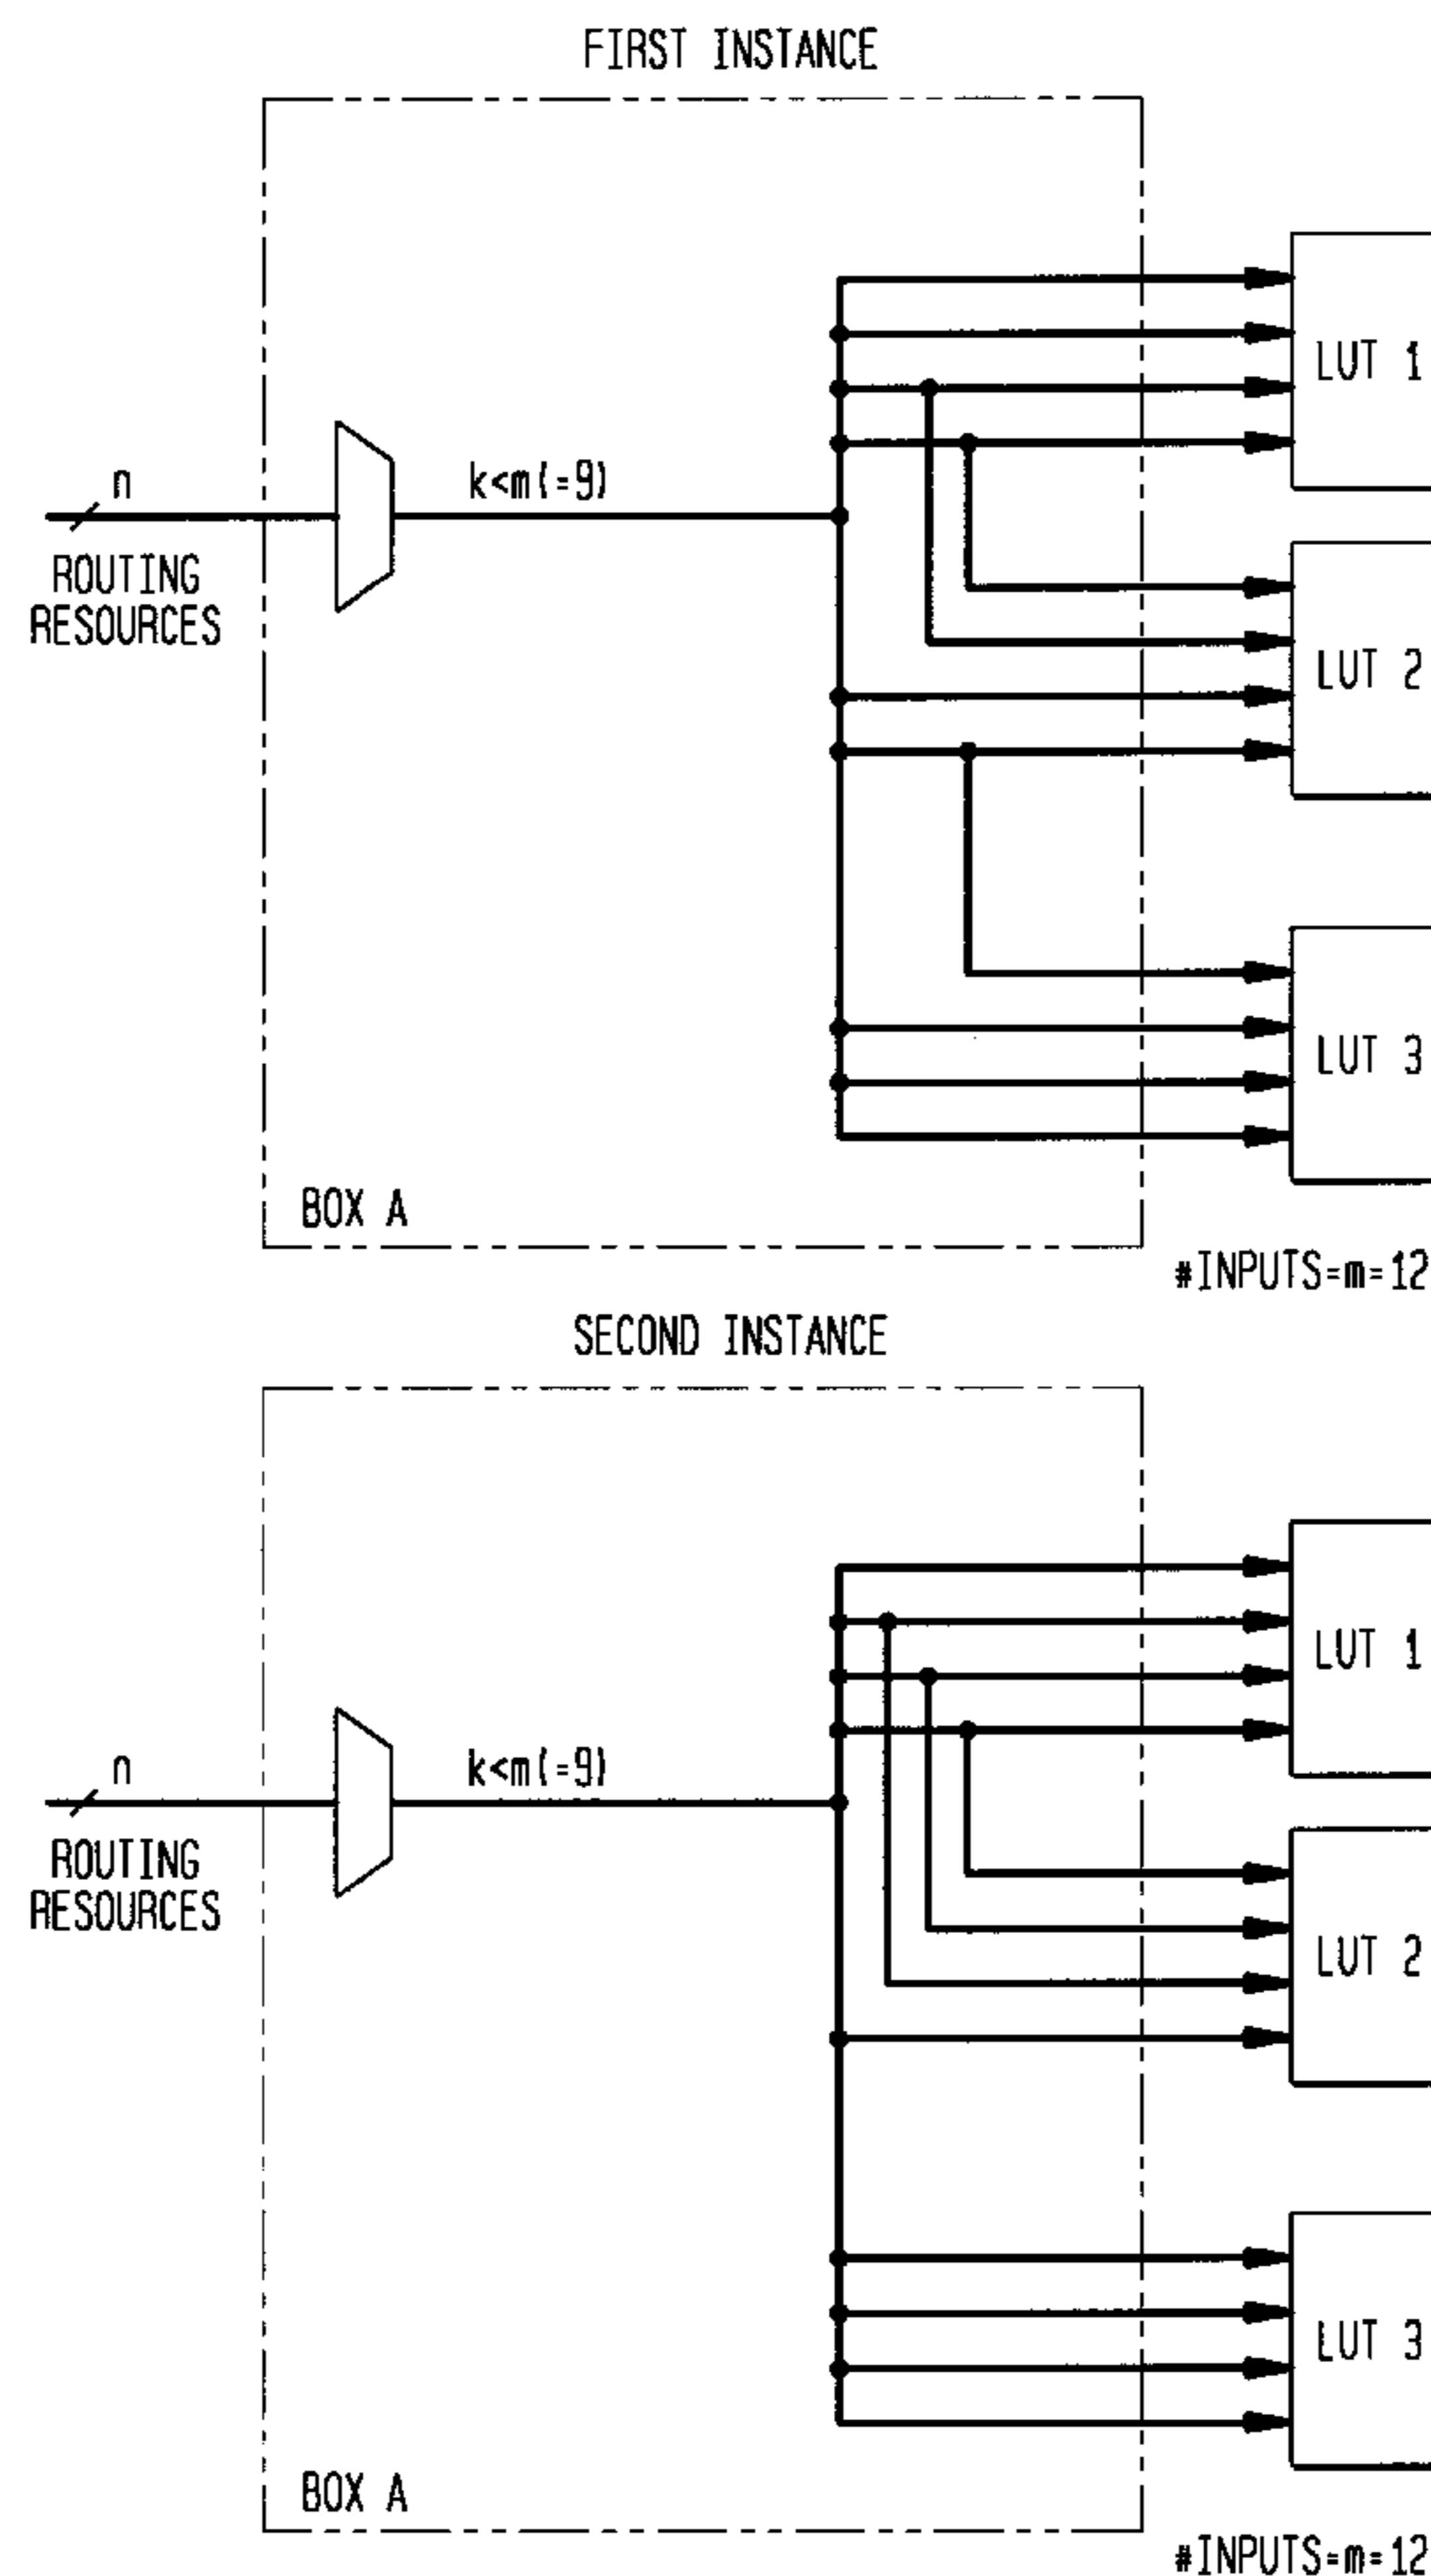 FIRST INSTANCE
n
k<m(=9)
ROUTING
RESOURCES
LUT 1
LUT 2
LUT 3
BOX A
#INPUTS=m=12
SECOND INSTANCE
n
k<m(=9)
ROUTING
RESOURCES
LUT 1
LUT 2
LUT 3
BOX A
#INPUTS=m=12